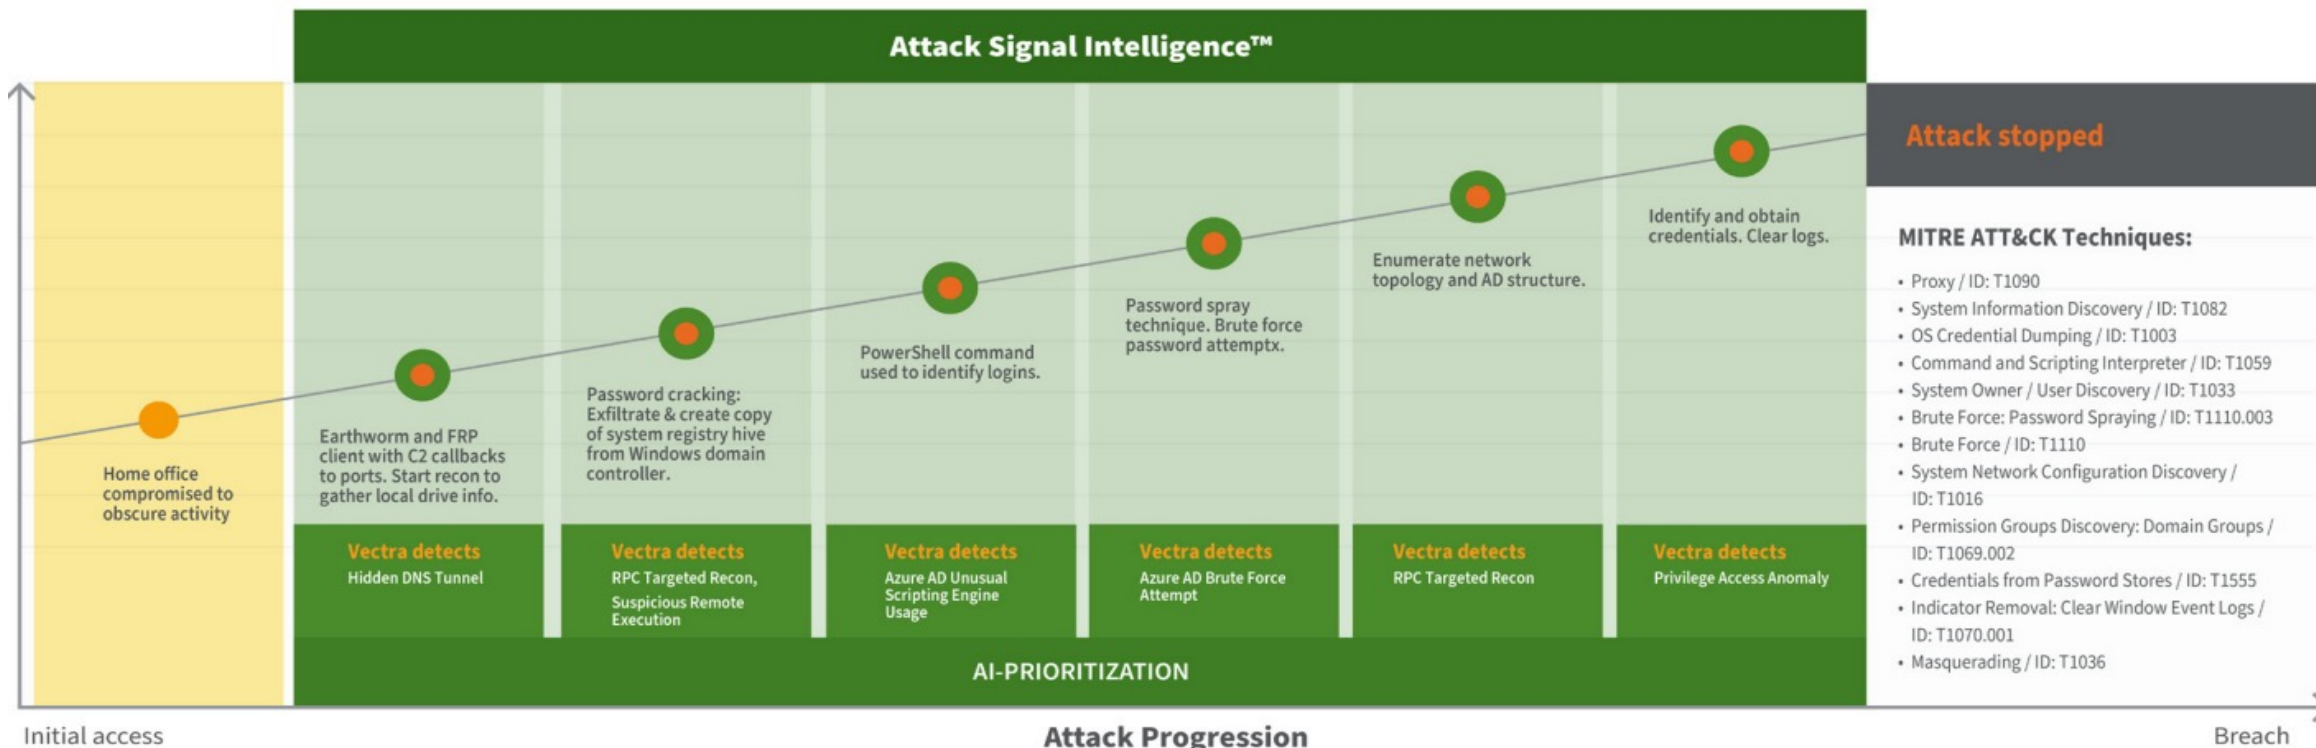 Attack Signal Intelligence™
Attack stopped
Home office
compromised to
obscure activity
Earthworm and FRP
client with C2 callbacks
to ports. Start recon to
gather local drive info.
Password cracking:
Exfiltrate & create copy
of system registry hive
from Windows domain
controller.
PowerShell command
used to identify logins.
Password spray
technique. Brute force
password attemptx.
Enumerate network
topology and AD structure.
Identify and obtain
credentials. Clear logs.
Vectra detects
Hidden DNS Tunnel
Vectra detects
RPC Targeted Recon,
Suspicious Remote
Execution
Vectra detects
Azure AD Unusual
Scripting Engine
Usage
Vectra detects
Azure AD Brute Force
Attempt
Vectra detects
RPC Targeted Recon
Vectra detects
Privilege Access Anomaly
AI-PRIORITIZATION
MITRE ATT&CK Techniques:
• Proxy / ID: T1090
• System Information Discovery / ID: T1082
• OS Credential Dumping / ID: T1003
• Command and Scripting Interpreter / ID: T1059
• System Owner / User Discovery / ID: T1033
• Brute Force: Password Spraying / ID: T1110.003
• Brute Force / ID: T1110
• System Network Configuration Discovery /
ID: T1016
• Permission Groups Discovery: Domain Groups /
ID: T1069.002
• Credentials from Password Stores / ID: T1555
• Indicator Removal: Clear Window Event Logs /
ID: T1070.001
• Masquerading / ID: T1036
Initial access
Attack Progression
Breach